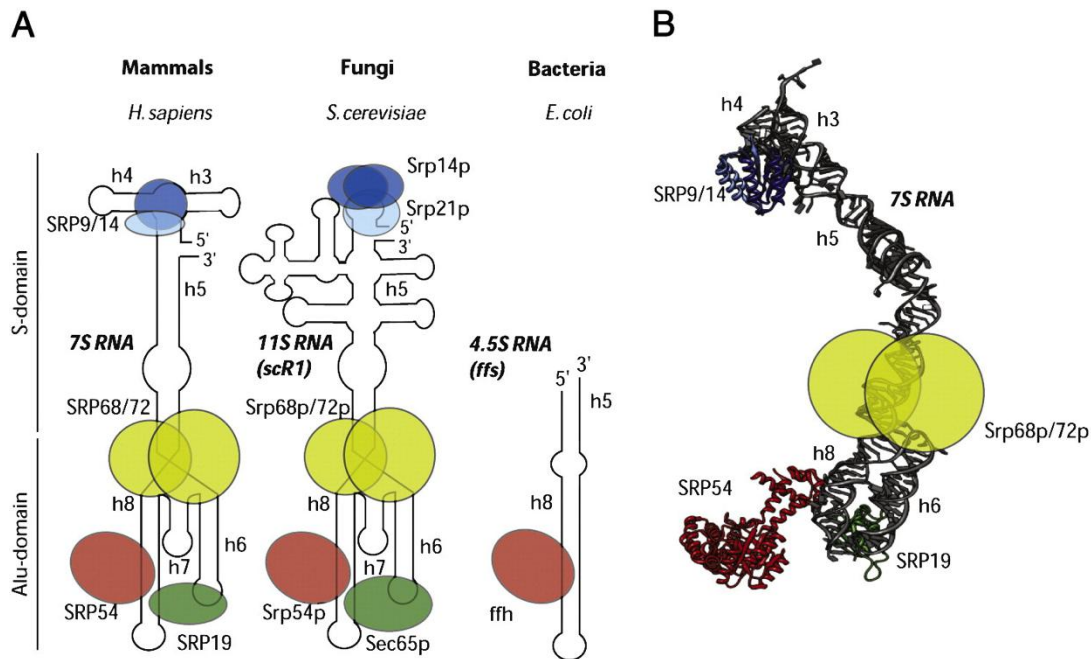 A
Mammals
Fungi
Bacteria
H. sapiens
S. cerevisiae
E. coli
S-domain
Alu-domain
h4
h3
SRP9/14
5'
3'
h5
7S RNA
SRP68/72
h8
h7
h6
SRP54
SRP19
Srp14p
Srp21p
5'
3'
h5
11S RNA
(scR1)
Srp68p/72p
h8
h7
h6
Srp54p
Sec65p
4.5S RNA
(ffs)
3'
5'
h5
h8
ffh
B
h4
h3
SRP9/14
7S RNA
h5
Srp68p/72p
h8
SRP54
h6
SRP19